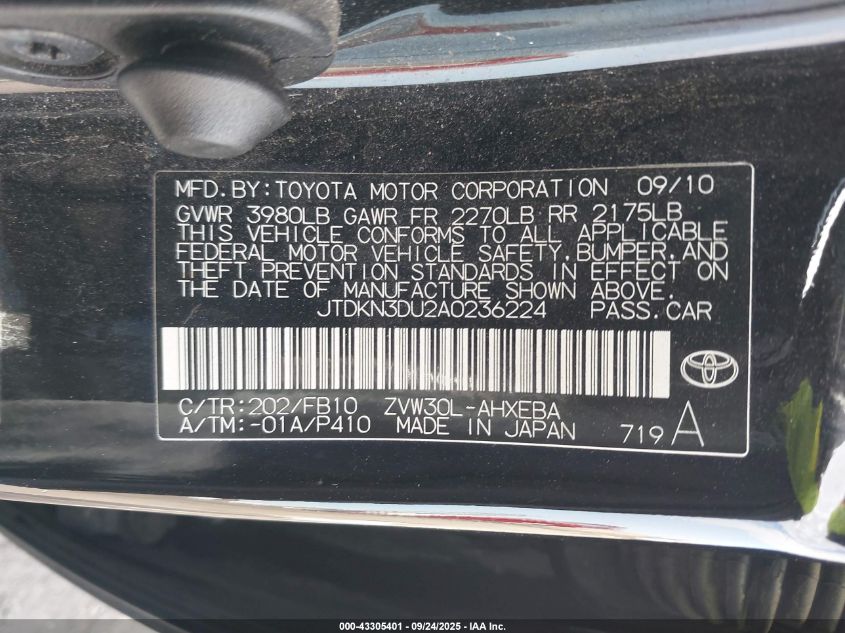 MFD. BY: TOYOTA MOTOR CORPORATION 09/10
GVWR 3980LB GAWR FR 2270LB RR 2175LB
THIS VEHICLE CONFORMS TO ALL APPLICABLE
FEDERAL MOTOR VEHICLE SAFETY, BUMPER, AND
THEFT PREVENTION STANDARDS IN EFFECT ON
THE DATE OF MANUFACTURE SHOWN ABOVE.
JTDKN3DU2A0236224 PASS. CAR
C/TR: 202/FB10 ZVW30L-AHXEBA
A/TM: -01A/P410 MADE IN JAPAN 719 A
000-43305401 - 09/24/2025 - IAA Inc.